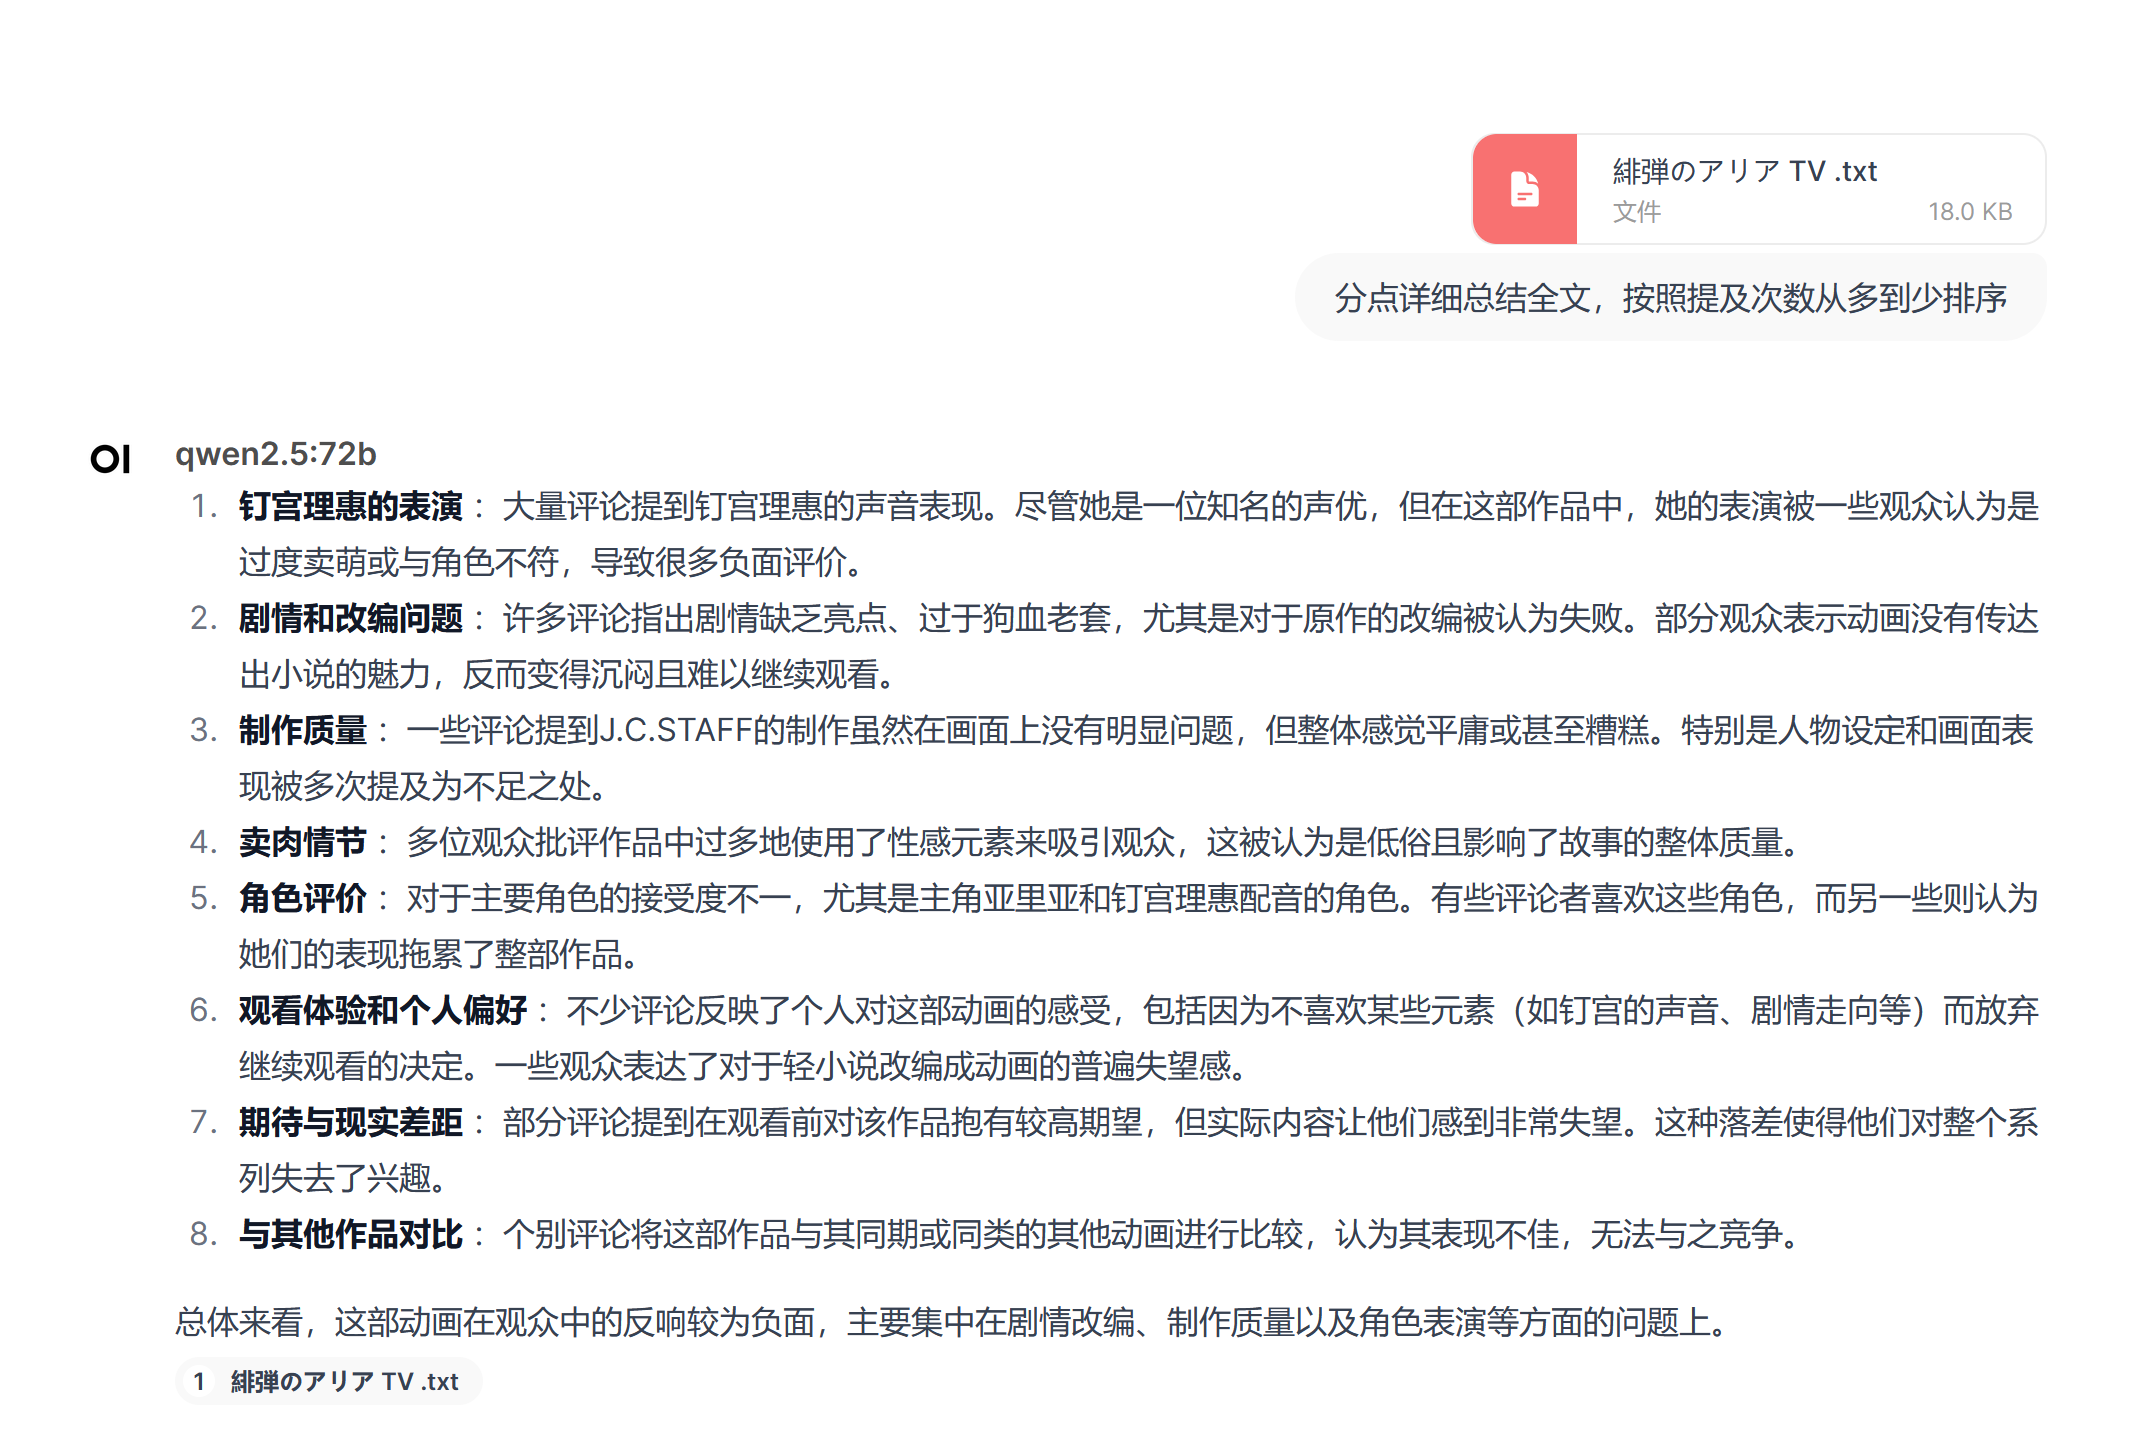 緋弾のアリア TV .txt
文件 18.0 KB
分点详细总结全文，按照提及次数从多到少排序
OI qwen2.5:72b
1. 钉宫理惠的表演 ：大量评论提到钉宫理惠的声音表现。尽管她是一位知名的声优，但在这部作品中，她的表演被一些观众认为是
过度卖萌或与角色不符，导致很多负面评价。
2. 剧情和改编问题 ：许多评论指出剧情缺乏亮点、过于狗血老套，尤其是对于原作的改编被认为失败。部分观众表示动画没有传达
出小说的魅力，反而变得沉闷且难以继续观看。
3. 制作质量 ：一些评论提到J.C.STAFF的制作虽然在画面上没有明显问题，但整体感觉平庸或甚至糟糕。特别是人物设定和画面表
现被多次提及为不足之处。
4. 卖肉情节 ：多位观众批评作品中过多地使用了性感元素来吸引观众，这被认为是低俗且影响了故事的整体质量。
5. 角色评价 ：对于主要角色的接受度不一，尤其是主角亚里亚和钉宫理惠配音的角色。有些评论者喜欢这些角色，而另一些则认为
她们的表现拖累了整部作品。
6. 观看体验和个人偏好 ：不少评论反映了个人对这部动画的感受，包括因为不喜欢某些元素（如钉宫的声音、剧情走向等）而放弃
继续观看的决定。一些观众表达了对于轻小说改编成动画的普遍失望感。
7. 期待与现实差距 ：部分评论提到在观看前对该作品抱有较高期望，但实际内容让他们感到非常失望。这种落差使得他们对整个系
列失去了兴趣。
8. 与其他作品对比 ：个别评论将这部作品与其同期或同类的其他动画进行比较，认为其表现不佳，无法与之竞争。
总体来看，这部动画在观众中的反响较为负面，主要集中在剧情改编、制作质量以及角色表演等方面的问题上。
1 緋弾のアリア TV .txt